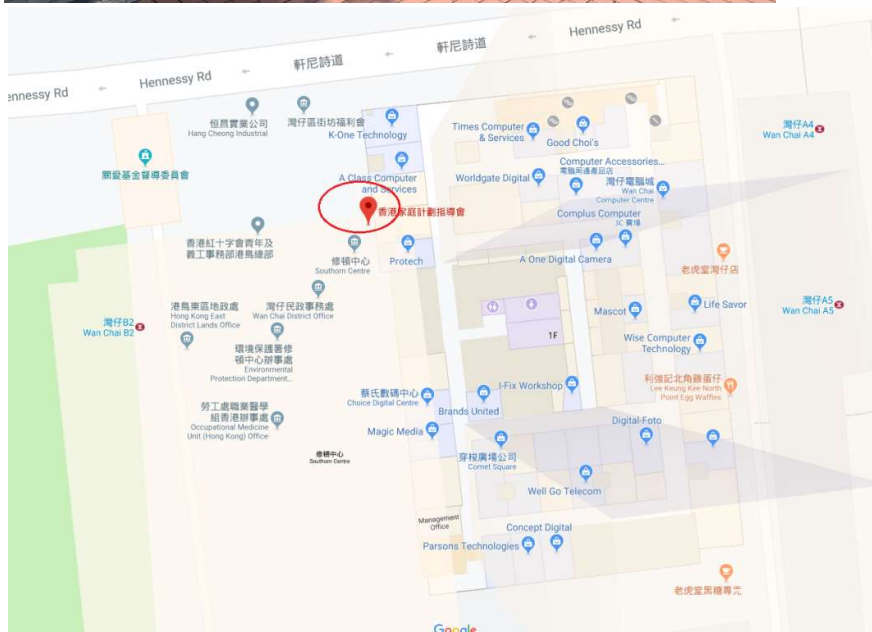 Hennessy Rd
軒尼詩道
軒尼詩道
Hennessy Rd
ennessy Rd
恒昌實業公司
Hang Cheong Industrial
灣仔區街坊福利會
K-One Technology
Times Computer
& Services
Good Choi's
灣仔A4
Wan Chai A4
關愛基金督導委員會
A Class Computer
and Services
Worldgate Digital
Computer Accessories...
電腦周邊產品店
灣仔電腦城
Wan Chai
Computer Centre
香港家庭計劃指導會
Complus Computer
3C 賣場
香港紅十字會青年及
義工事務部港島總部
修頓中心
Southorn Centre
Protech
A One Digital Camera
老虎堂灣仔店
港島東區地政處
Hong Kong East
District Lands Office
灣仔民政事務處
Wan Chai District Office
灣仔B2
Wan Chai B2
Mascot
Life Savor
灣仔A5
Wan Chai A5
1F
環境保護署修
頓中心辦事處
Environmental
Protection Department...
Wise Computer
Technology
蔡氏數碼中心
Choice Digital Centre
I-Fix Workshop
利強記北角雞蛋仔
Lee Keung Kee North
Point Egg Waffles
勞工處職業醫學
組香港辦事處
Occupational Medicine
Unit (Hong Kong) Office
Brands United
Magic Media
Digital-Foto
修頓中心
Southorn Centre
穿梭廣場公司
Comet Square
Well Go Telecom
Management
Office
Concept Digital
Parsons Technologies
老虎堂黑糖專売
Google